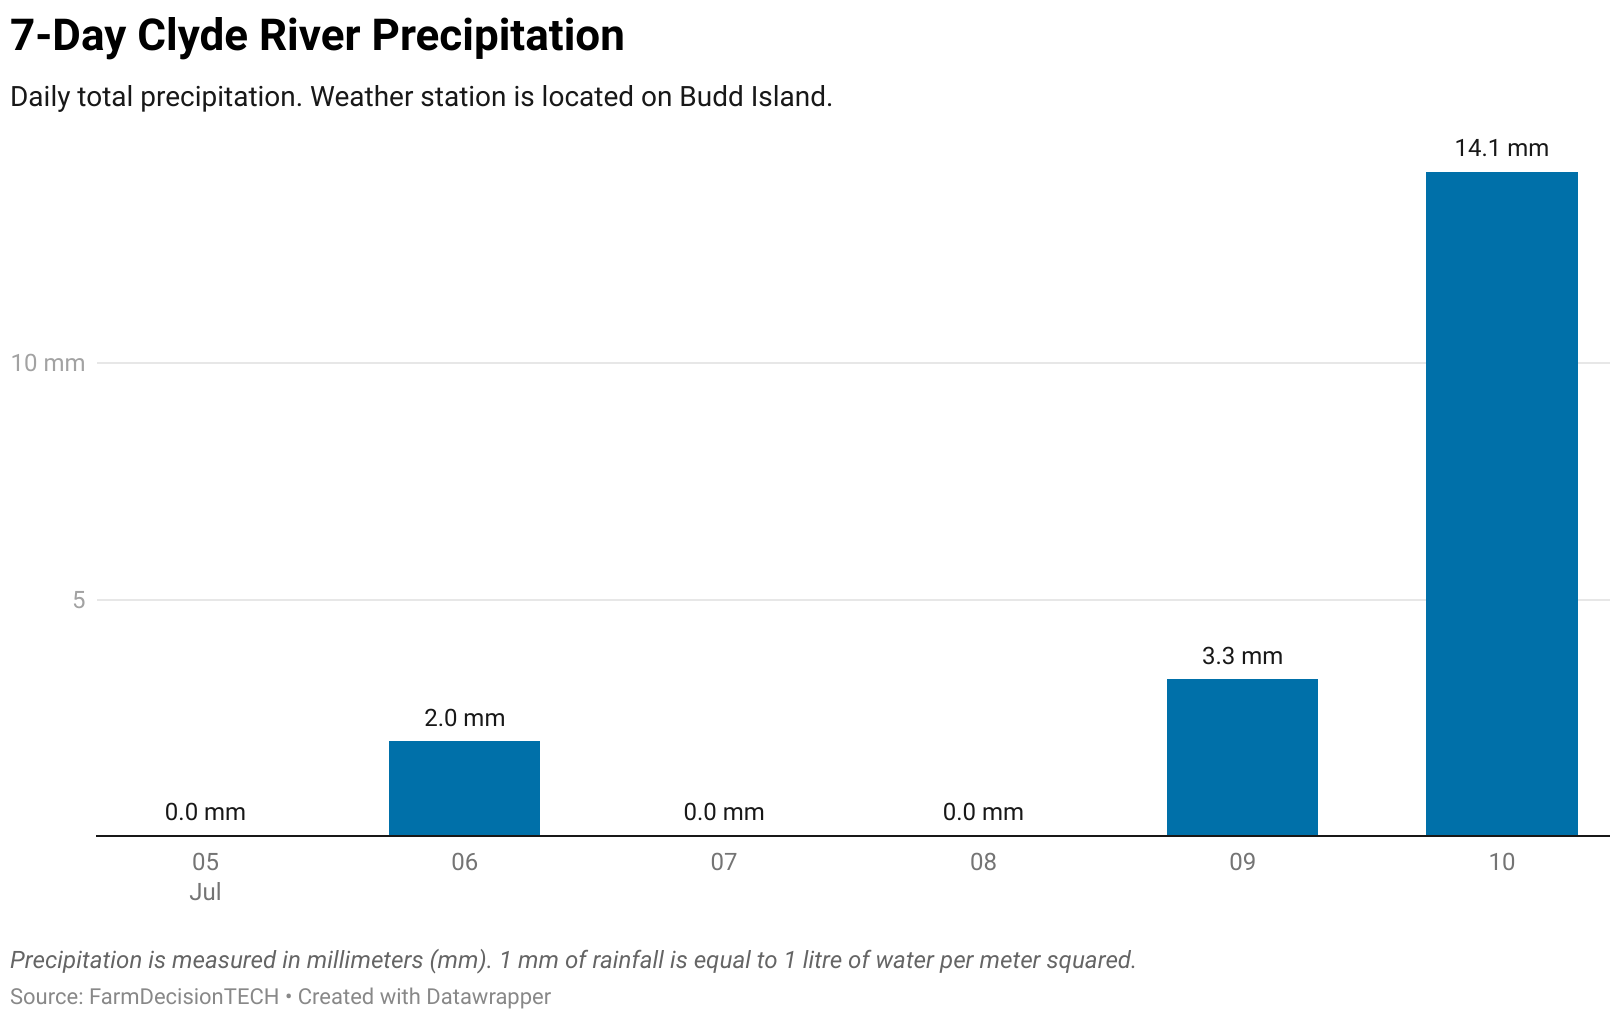 7-Day Clyde River Precipitation
Daily total precipitation. Weather station is located on Budd Island.
14.1 mm
10 mm
5
3.3 mm
2.0 mm
0.0 mm 0.0 mm 0.0 mm
05 06 07 08 09 10
Jul
Precipitation is measured in millimeters (mm). 1 mm of rainfall is equal to 1 litre of water per meter squared.
Source: FarmDecisionTECH • Created with Datawrapper